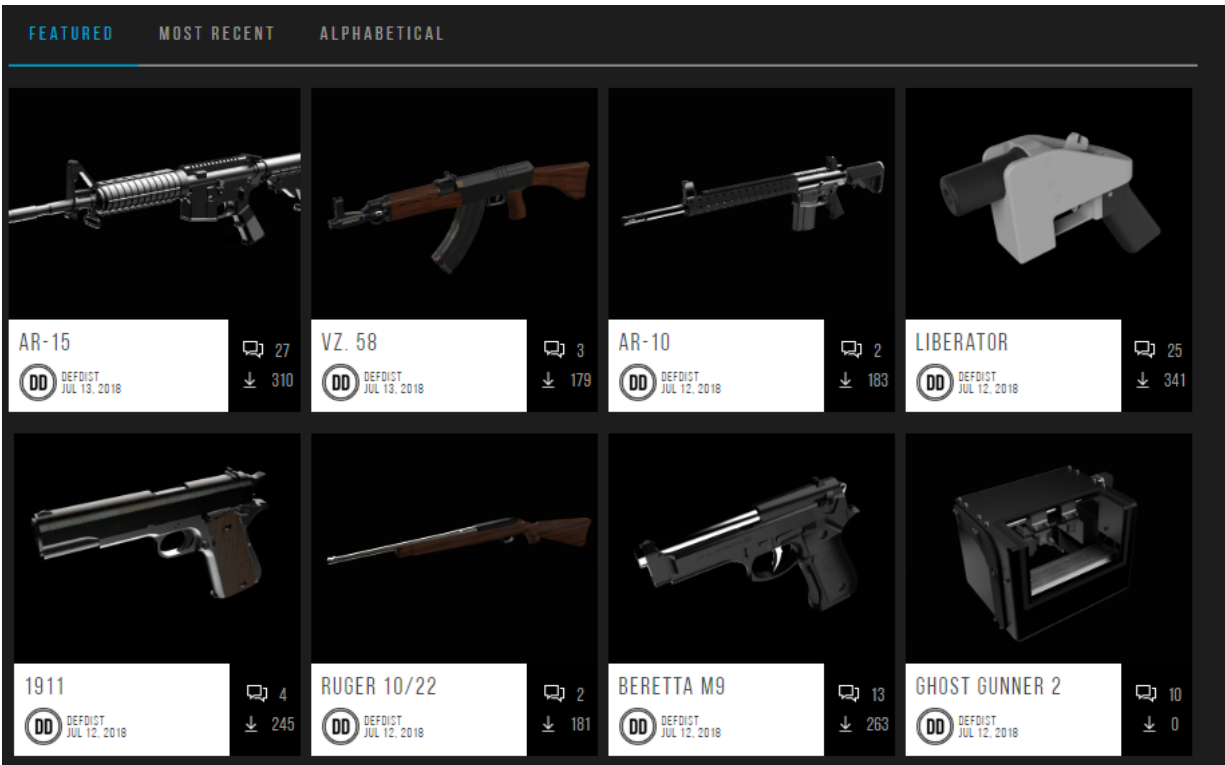 FEATURED MOST RECENT ALPHABETICAL
AR-15
27
DD DEFDIST
JUL 13, 2018
310
VZ. 58
3
DD DEFDIST
JUL 13, 2018
179
AR-10
2
DD DEFDIST
JUL 12, 2018
183
LIBERATOR
25
DD DEFDIST
JUL 12, 2018
341
1911
4
DD DEFDIST
JUL 12, 2018
245
RUGER 10/22
2
DD DEFDIST
JUL 12, 2018
181
BERETTA M9
13
DD DEFDIST
JUL 12, 2018
263
GHOST GUNNER 2
10
DD DEFDIST
JUL 12, 2018
0